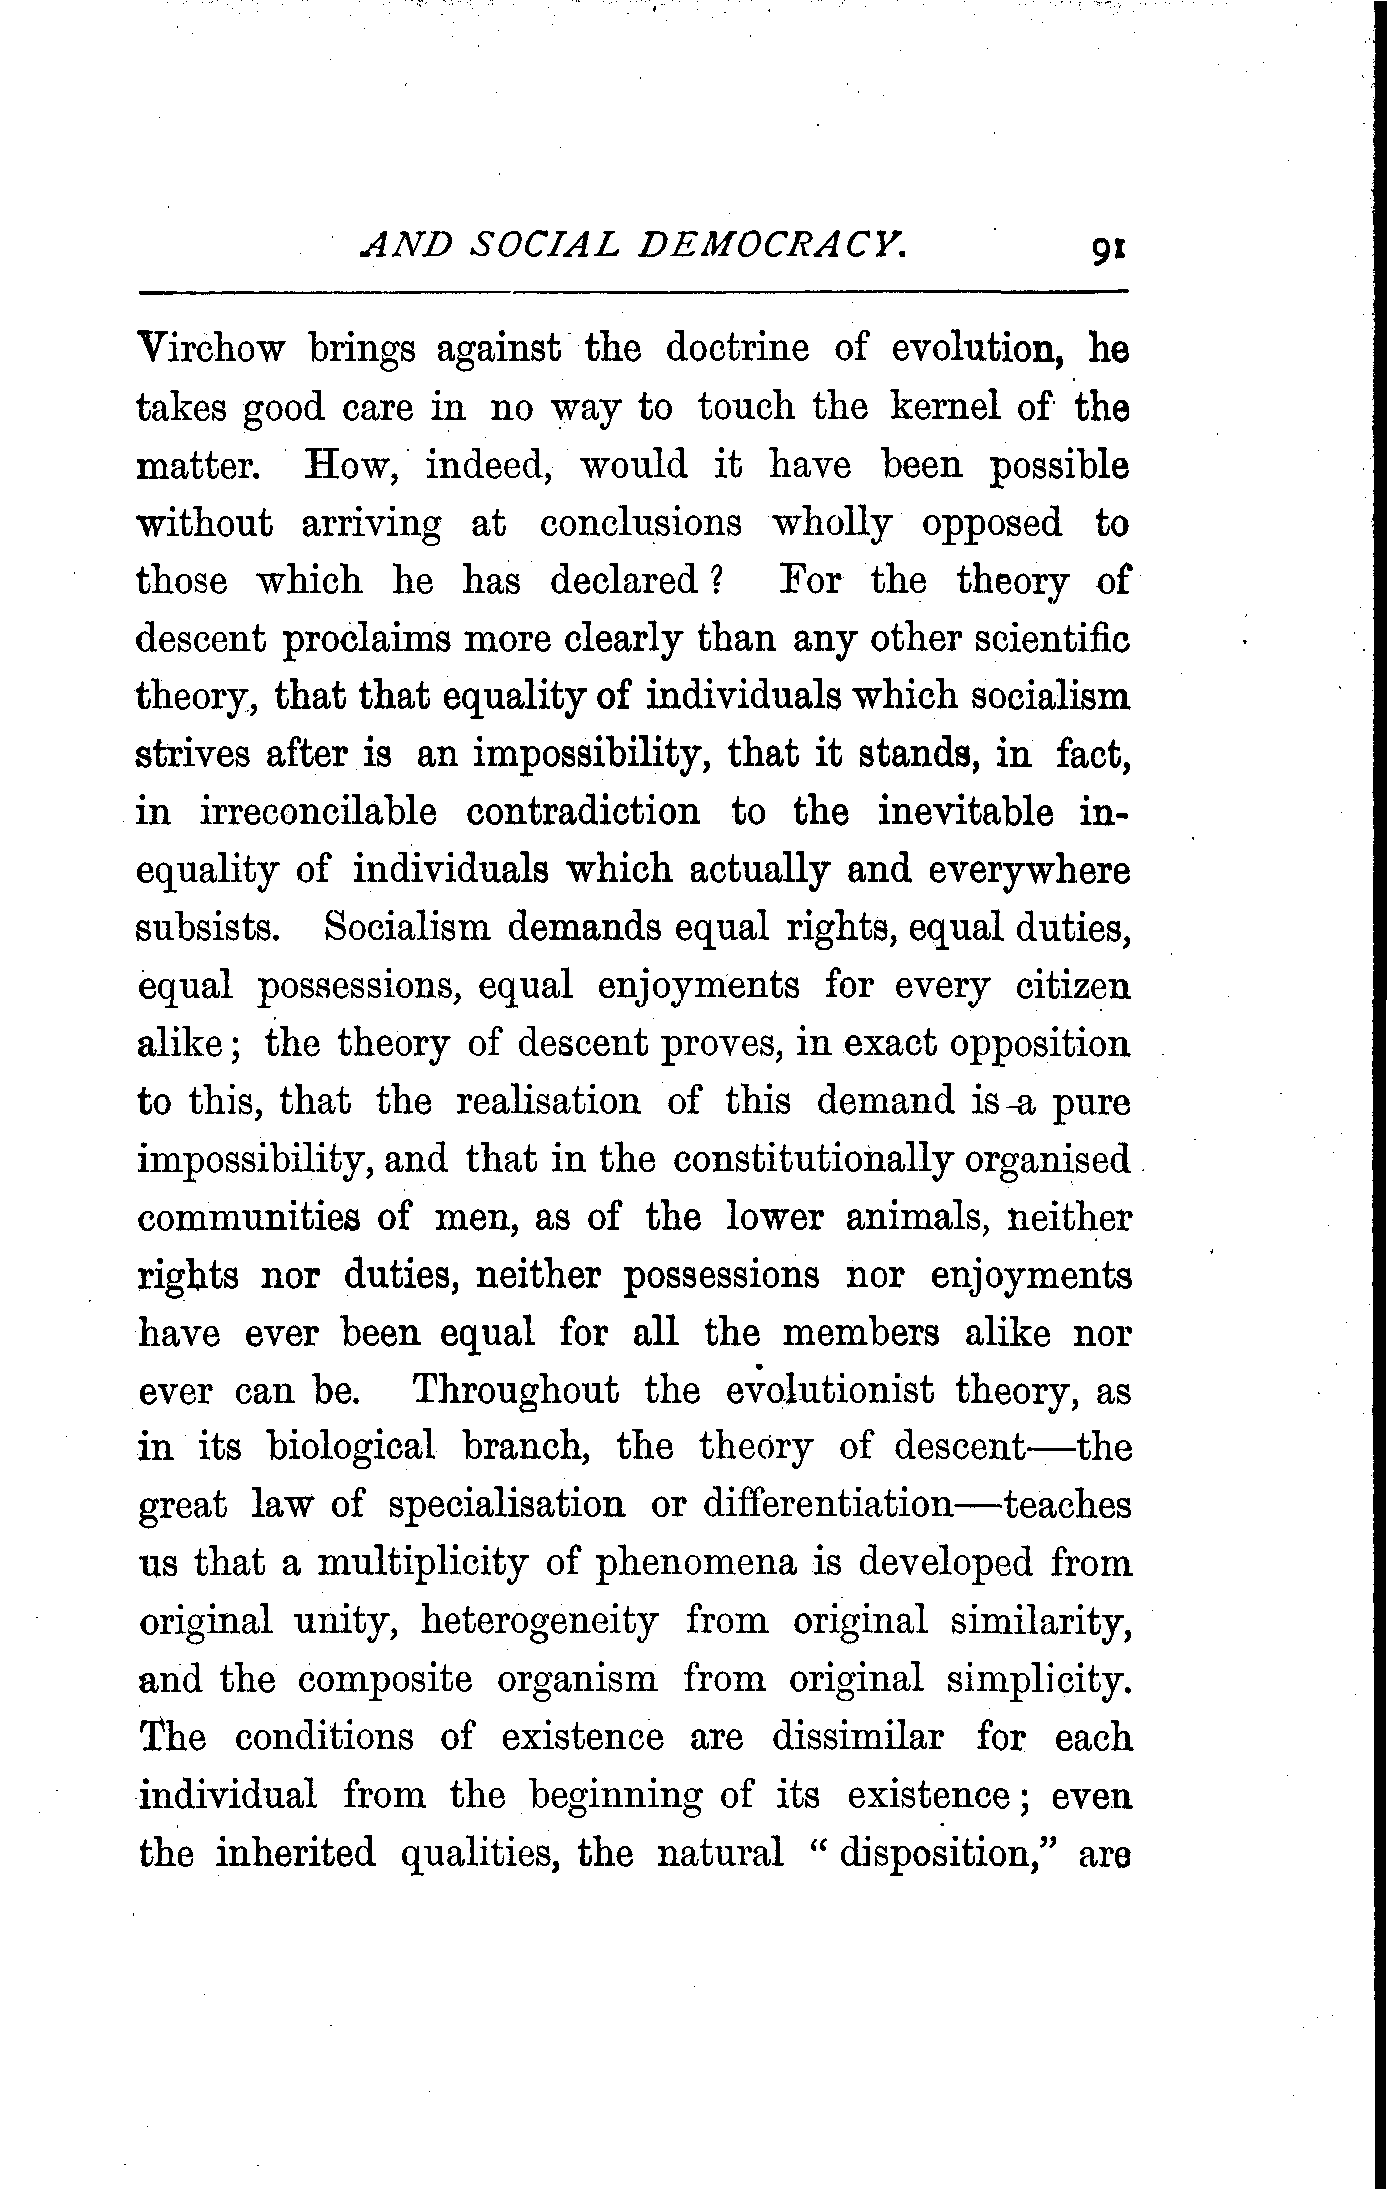 AND SOCIAL DEMOCRACY. 91
Virchow brings against the doctrine of evolution, he
takes good care in no way to touch the kernel of the
matter. How, indeed, would it have been possible
without arriving at conclusions wholly opposed to
those which he has declared ? For the theory of
descent proclaims more clearly than any other scientific
theory, that that equality of individuals which socialism
strives after is an impossibility, that it stands, in fact,
in irreconcilable contradiction to the inevitable in-
equality of individuals which actually and everywhere
subsists. Socialism demands equal rights, equal duties,
equal possessions, equal enjoyments for every citizen
alike ; the theory of descent proves, in exact opposition
to this, that the realisation of this demand is a pure
impossibility, and that in the constitutionally organised
communities of men, as of the lower animals, neither
rights nor duties, neither possessions nor enjoyments
have ever been equal for all the members alike nor
ever can be. Throughout the evolutionist theory, as
in its biological branch, the theory of descent—the
great law of specialisation or differentiation—teaches
us that a multiplicity of phenomena is developed from
original unity, heterogeneity from original similarity,
and the composite organism from original simplicity.
The conditions of existence are dissimilar for each
individual from the beginning of its existence ; even
the inherited qualities, the natural “ disposition,” are